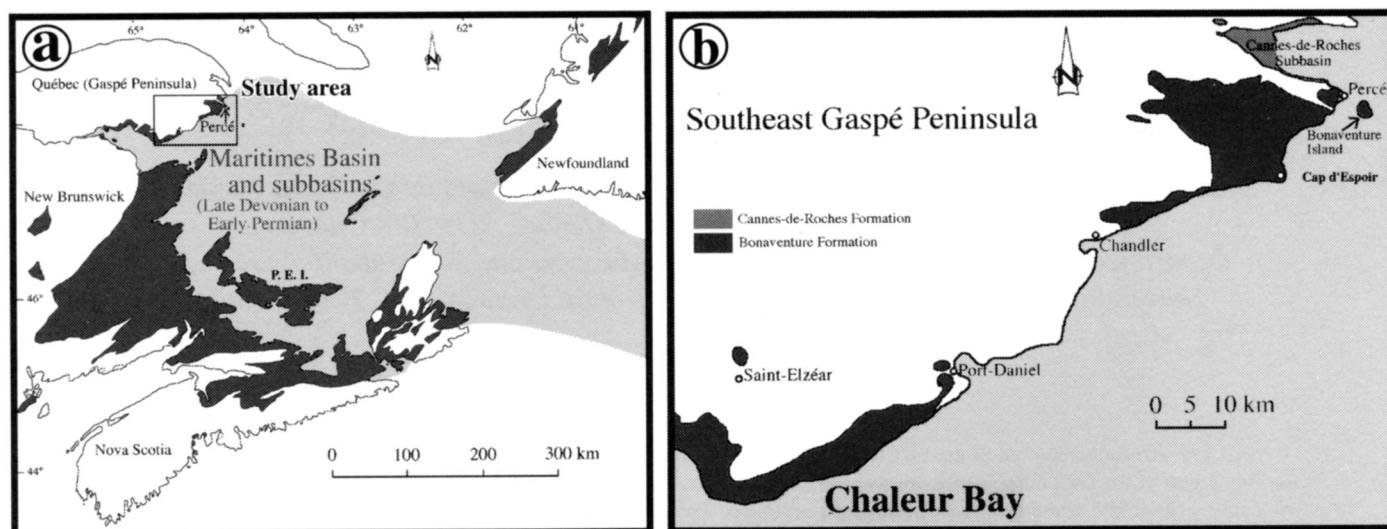 a
65°
64°
63°
62°
61°
N
Québec (Gaspé Peninsula)
Study area
Percé
Maritimes Basin
and subbasins
(Late Devonian to
Early Permian)
Newfoundland
New Brunswick
P. E. I.
46°
Nova Scotia
44°
0 100 200 300 km
b
N
Cannes-de-Roches
Subbasin
Percé
Southeast Gaspé Peninsula
Bonaventure
Island
Cap d'Espoir
Cannes-de-Roches Formation
Bonaventure Formation
Chandler
Saint-Elzéar
Port-Daniel
0 5 10 km
Chaleur Bay